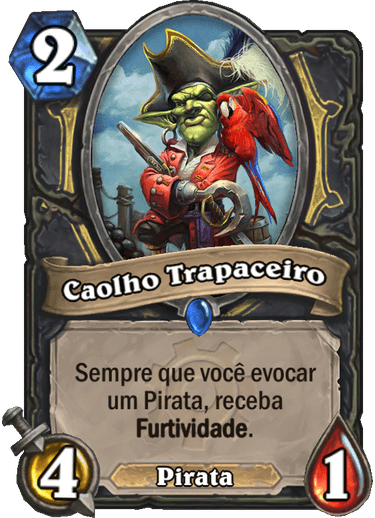 2
Caolho Trapaceiro
Sempre que você evocar
um Pirata, receba
Furtividade.
4
Pirata
1